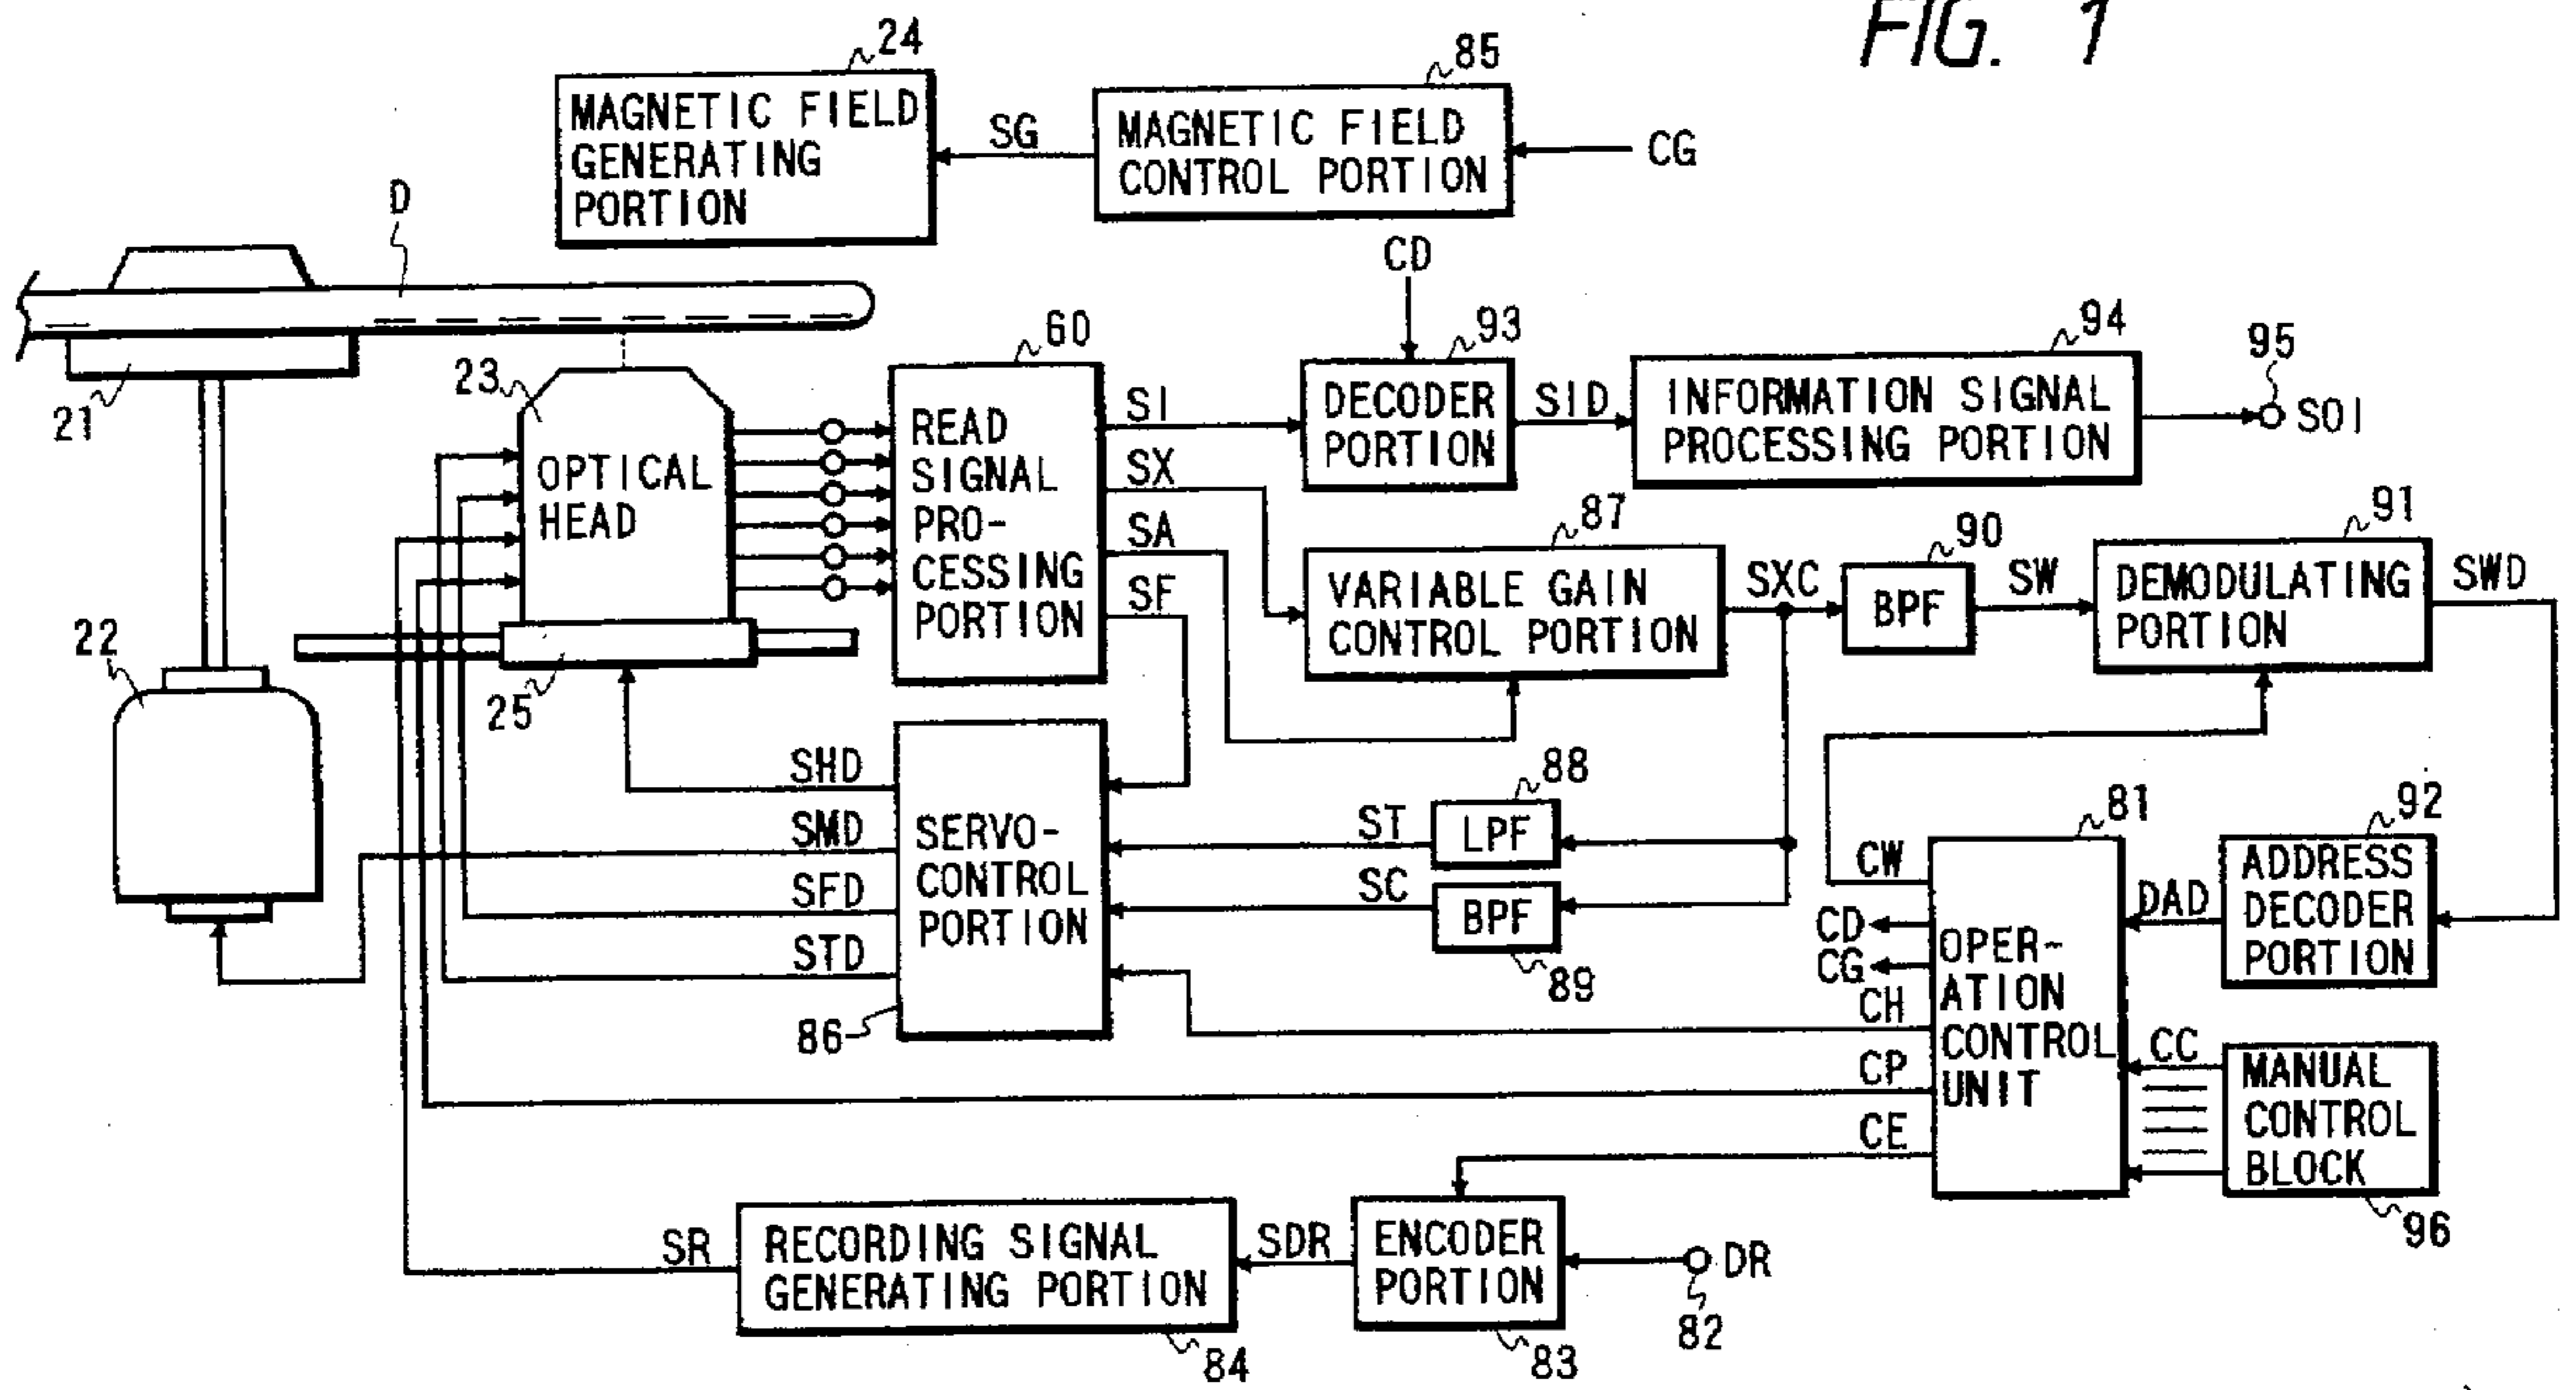 FIG. 1
24
MAGNETIC FIELD
GENERATING
PORTION
SG
85
MAGNETIC FIELD
CONTROL PORTION
CG
D
21
22
23
OPTICAL
HEAD
25
60
READ
SIGNAL
PRO-
CESSING
PORTION
SI
SX
SA
SF
CD
93
DECODER
PORTION
SID
94
INFORMATION SIGNAL
PROCESSING PORTION
95
SOI
87
VARIABLE GAIN
CONTROL PORTION
SXC
90
BPF
SW
91
DEMODULATING
PORTION
SWD
SHD
SMD
SFD
STD
86
SERVO-
CONTROL
PORTION
ST
88
LPF
SC
BPF
89
81
OPER-
ATION
CONTROL
UNIT
CW
CD
CG
CH
CP
CE
DAD
92
ADDRESS
DECODER
PORTION
CC
MANUAL
CONTROL
BLOCK
96
SR
RECORDING SIGNAL
GENERATING PORTION
84
SDR
ENCODER
PORTION
83
DR
82